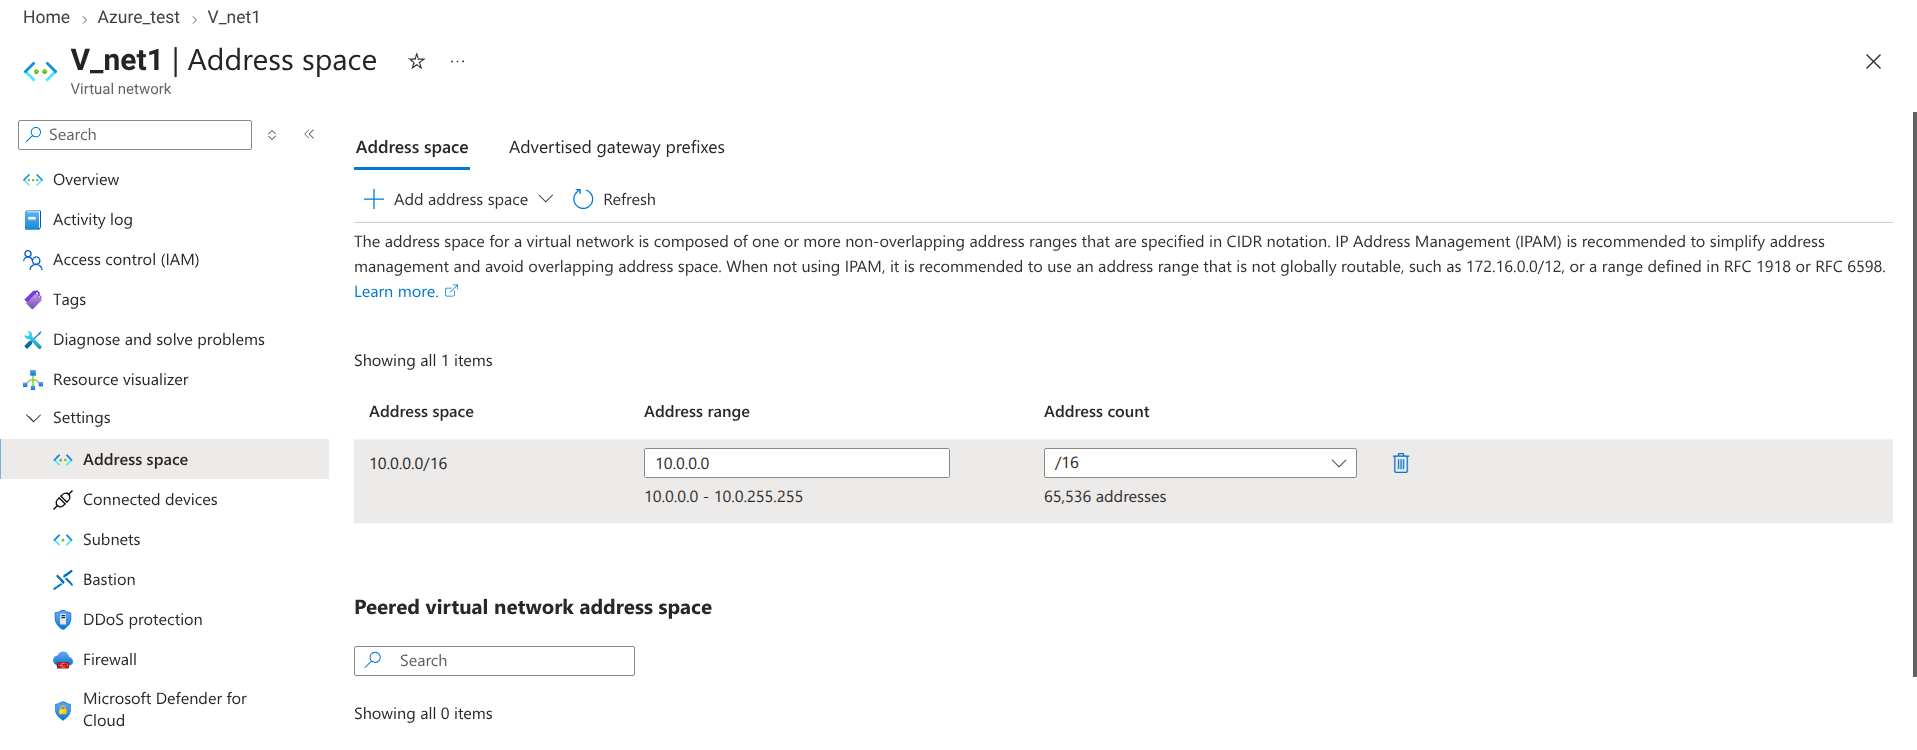 Home > Azure_test > V_net1
V_net1 | Address space
Virtual network
Search
Overview
Activity log
Access control (IAM)
Tags
Diagnose and solve problems
Resource visualizer
Settings
Address space
Connected devices
Subnets
Bastion
DDoS protection
Firewall
Microsoft Defender for
Cloud
Address space Advertised gateway prefixes
Add address space Refresh
The address space for a virtual network is composed of one or more non-overlapping address ranges that are specified in CIDR notation. IP Address Management (IPAM) is recommended to simplify address
management and avoid overlapping address space. When not using IPAM, it is recommended to use an address range that is not globally routable, such as 172.16.0.0/12, or a range defined in RFC 1918 or RFC 6598.
Learn more.
Showing all 1 items
Address space Address range Address count
10.0.0.0/16 10.0.0.0 /16
10.0.0.0 - 10.0.255.255 65,536 addresses
Peered virtual network address space
Search
Showing all 0 items